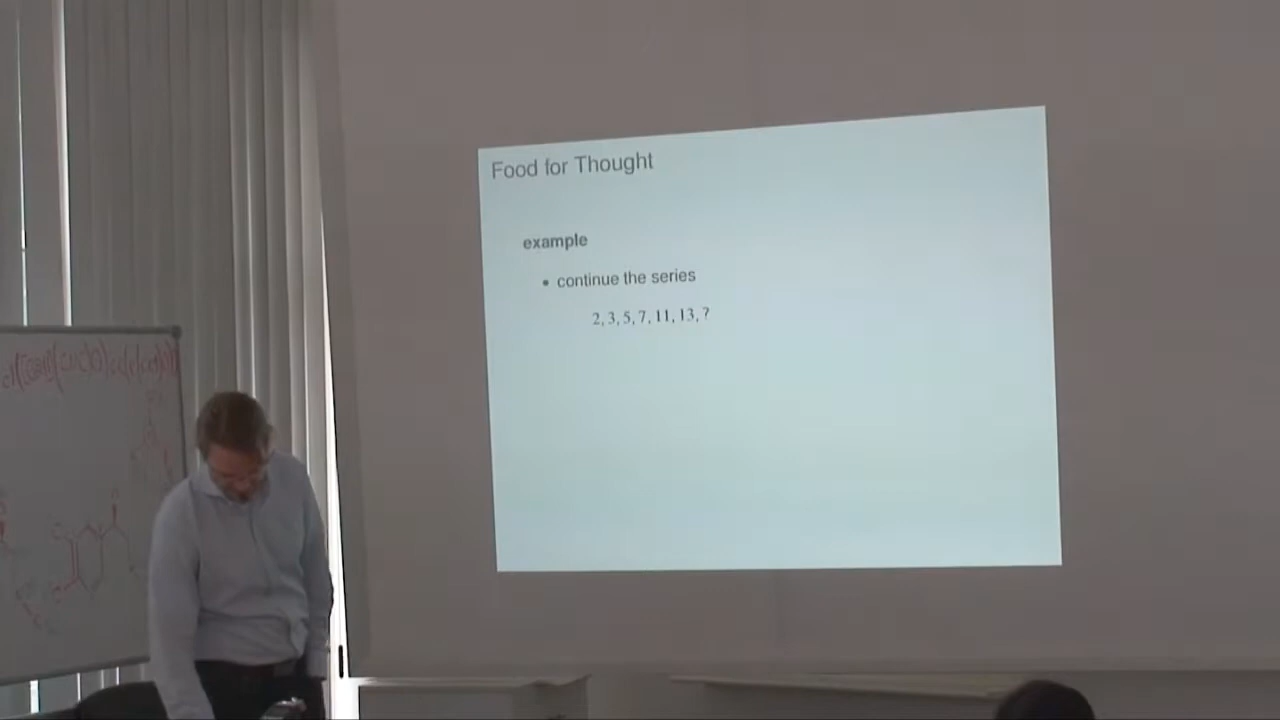 Food for Thought
example
• continue the series
2, 3, 5, 7, 11, 13, ?